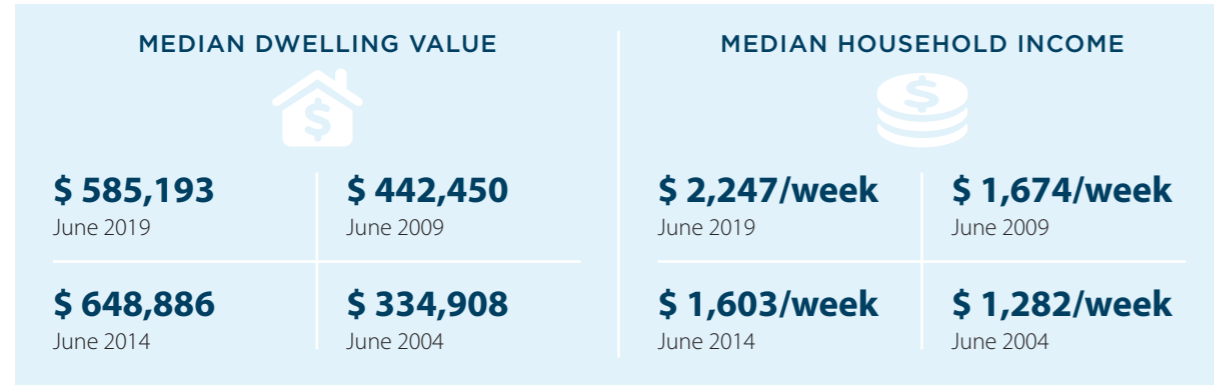 MEDIAN DWELLING VALUE
$
$ 585,193
June 2019
$ 442,450
June 2009
$ 648,886
June 2014
$ 334,908
June 2004
MEDIAN HOUSEHOLD INCOME
$
$ 2,247/week
June 2019
$ 1,674/week
June 2009
$ 1,603/week
June 2014
$ 1,282/week
June 2004